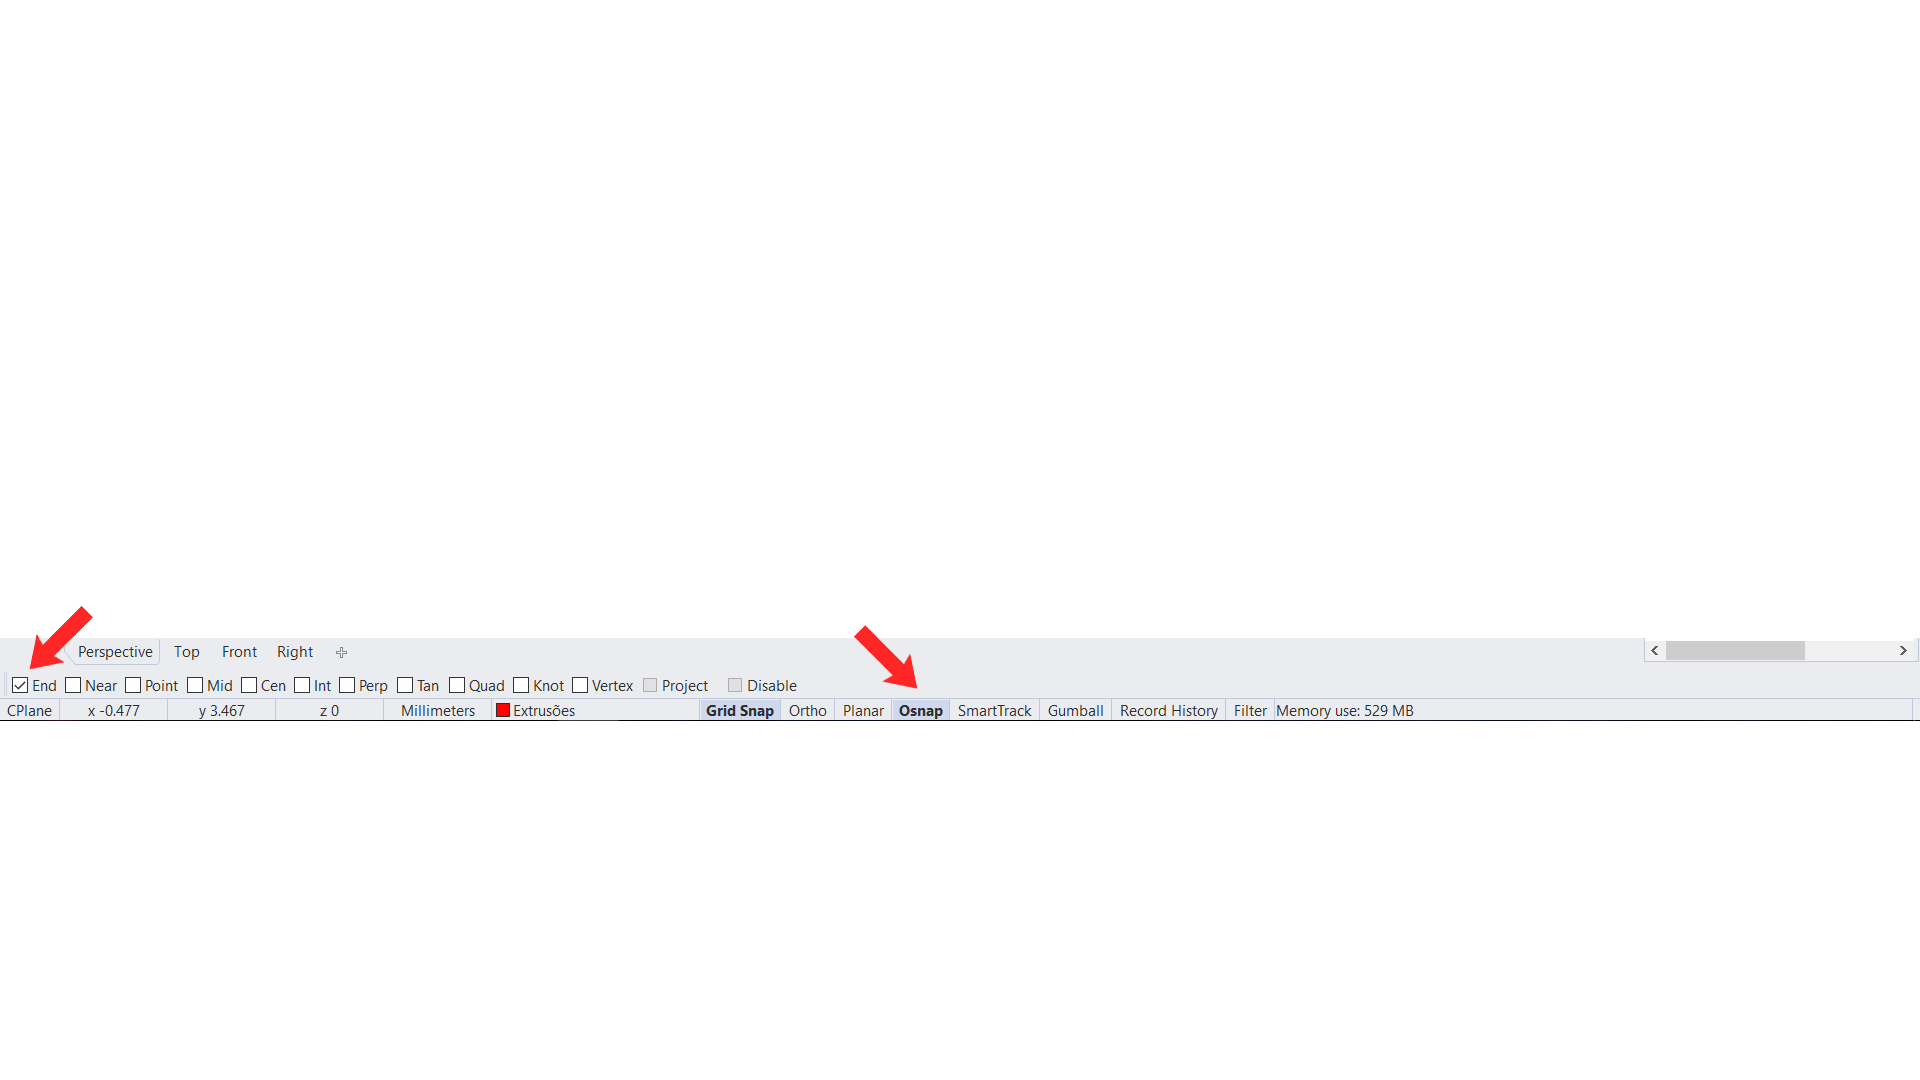 Perspective Top Front Right
End Near Point Mid Cen Int Perp Tan Quad Knot Vertex Project Disable
CPlane x -0.477 y 3.467 z 0 Millimeters Extrusões Grid Snap Ortho Planar Osnap SmartTrack Gumball Record History Filter Memory use: 529 MB